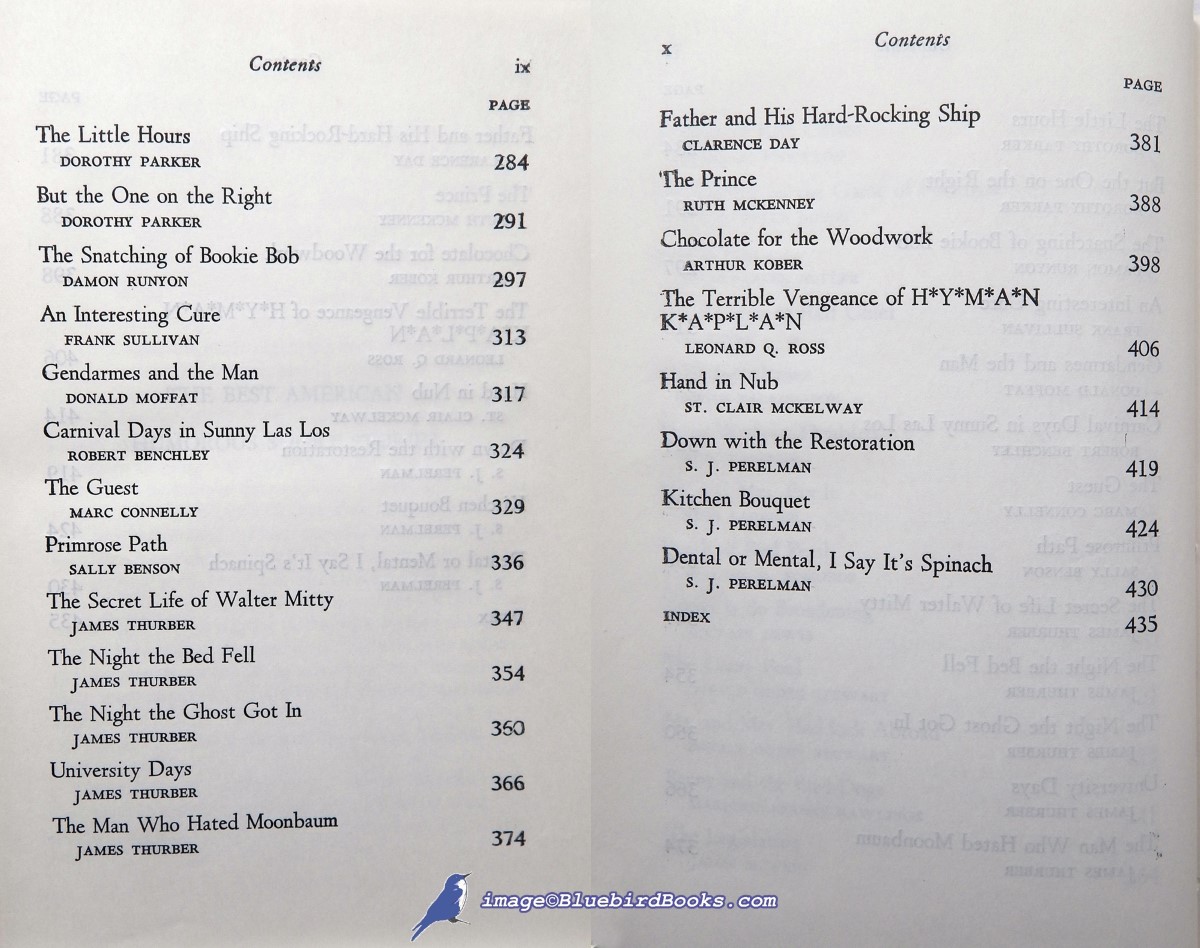 Contents ix
PAGE
The Little Hours
DOROTHY PARKER 284
But the One on the Right
DOROTHY PARKER 291
The Snatching of Bookie Bob
DAMON RUNYON 297
An Interesting Cure
FRANK SULLIVAN 313
Gendarmes and the Man
DONALD MOFFAT 317
Carnival Days in Sunny Las Los
ROBERT BENCHLEY 324
The Guest
MARC CONNELLY 329
Primrose Path
SALLY BENSON 336
The Secret Life of Walter Mitty
JAMES THURBER 347
The Night the Bed Fell
JAMES THURBER 354
The Night the Ghost Got In
JAMES THURBER 360
University Days
JAMES THURBER 366
The Man Who Hated Moonbaum
JAMES THURBER 374
x Contents
PAGE
Father and His Hard-Rocking Ship
CLARENCE DAY 381
The Prince
RUTH MCKENNEY 388
Chocolate for the Woodwork
ARTHUR KOBER 398
The Terrible Vengeance of H*Y*M*A*N
K*A*P*L*A*N
LEONARD Q. ROSS 406
Hand in Nub
ST. CLAIR MCKELWAY 414
Down with the Restoration
S. J. PERELMAN 419
Kitchen Bouquet
S. J. PERELMAN 424
Dental or Mental, I Say It's Spinach
S. J. PERELMAN 430
INDEX 435
image©BluebirdBooks.com